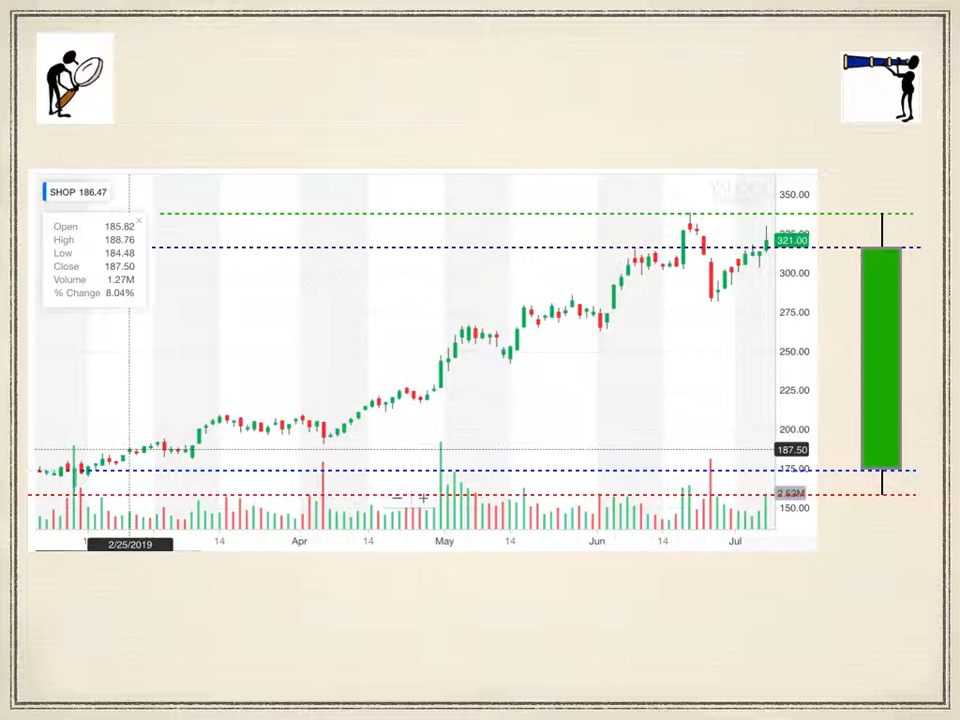 SHOP 186.47
Open 185.82
High 188.76
Low 184.48
Close 187.50
Volume 1.27M
% Change 8.04%
350.00
321.00
300.00
275.00
250.00
225.00
200.00
187.50
175.00
2.52M
150.00
2/25/2019
14
Apr
14
May
14
Jun
14
Jul